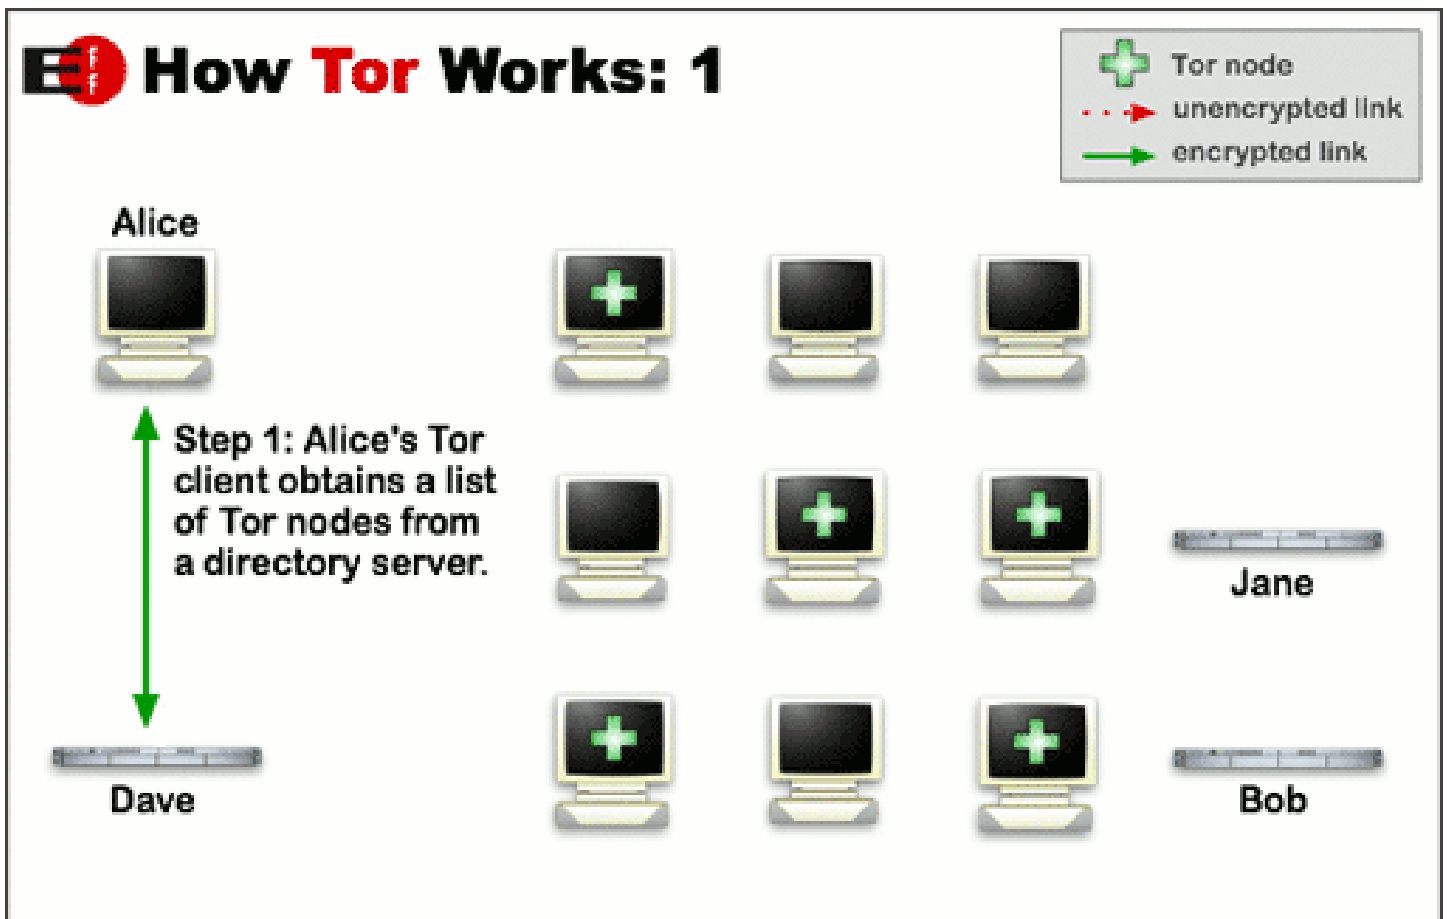 EFF How Tor Works: 1
Tor node
unencrypted link
encrypted link
Alice
Step 1: Alice's Tor
client obtains a list
of Tor nodes from
a directory server.
Jane
Dave
Bob